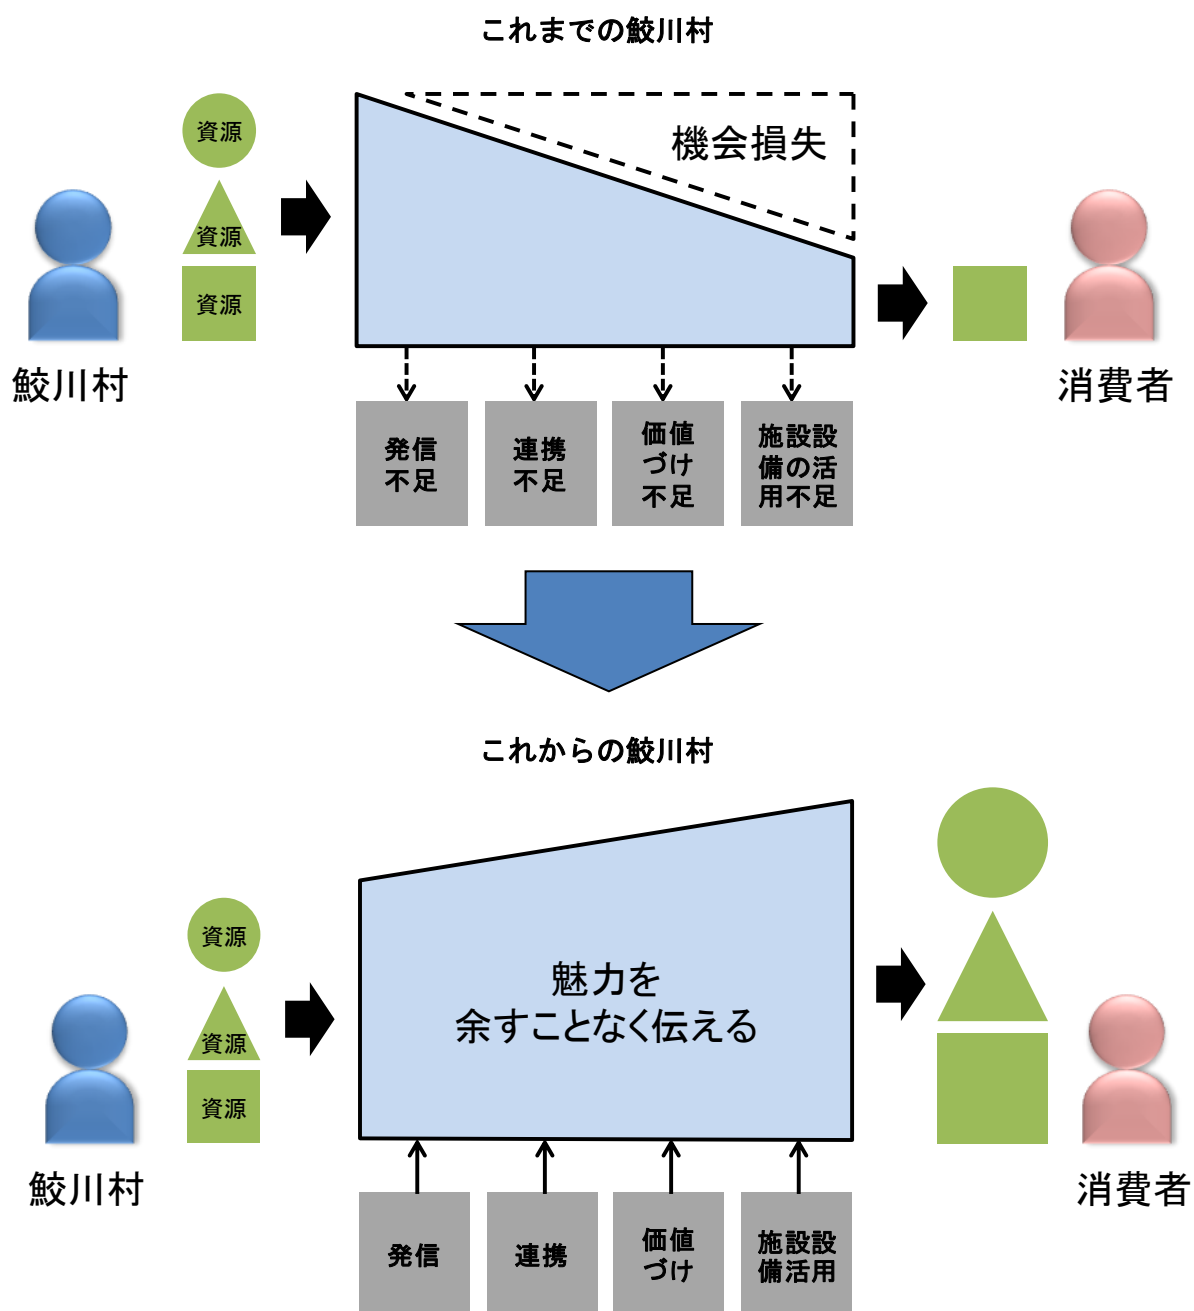 これまでの鮫川村
資源
資源
資源
機会損失
鮫川村
消費者
発信
不足
連携
不足
価値
づけ
不足
施設設
備の活
用不足
これからの鮫川村
資源
資源
資源
魅力を
余すことなく伝える
鮫川村
消費者
発信
連携
価値
づけ
施設設
備活用